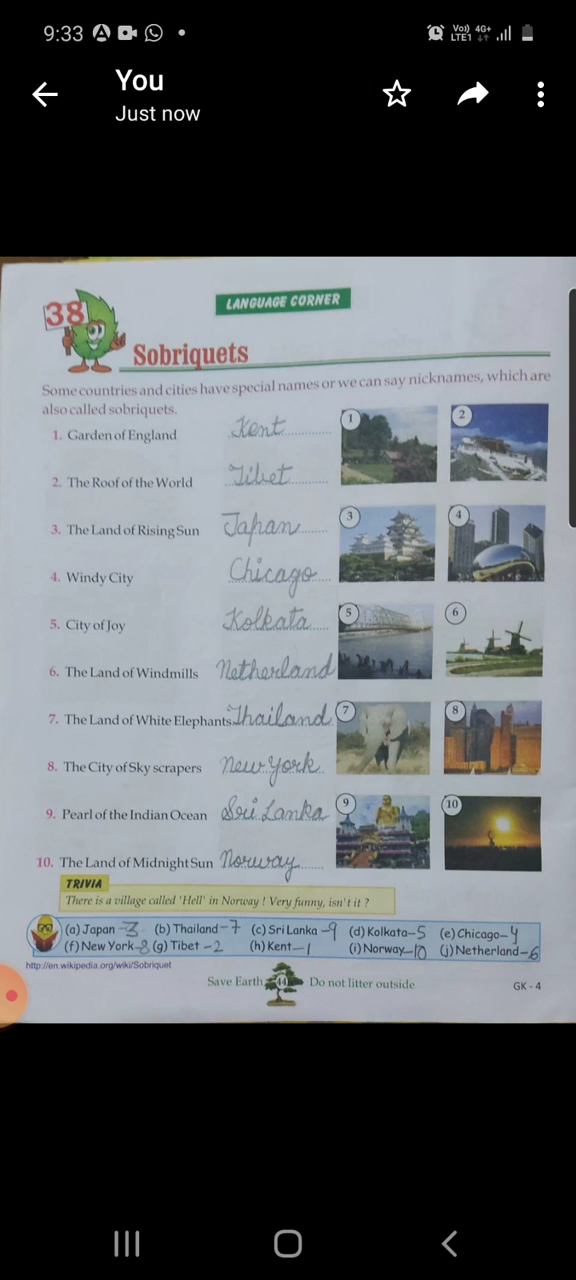 9:33
Vo)) 4G+
LTE1
You
Just now
38
LANGUAGE CORNER
Sobriquets
Some countries and cities have special names or we can say nicknames, which are
also called sobriquets.
1. Garden of England Kent
2. The Roof of the World Tibet
3. The Land of Rising Sun Japan
4. Windy City Chicago
5. City of Joy Kolkata
6. The Land of Windmills Netherland
7. The Land of White Elephants Thailand
8. The City of Sky scrapers New York
9. Pearl of the Indian Ocean Sri Lanka
10. The Land of Midnight Sun Norway
1
2
3
4
5
6
7
8
9
10
TRIVIA
There is a village called 'Hell' in Norway ! Very funny, isn't it ?
(a) Japan - 3 (b) Thailand - 7 (c) Sri Lanka - 9 (d) Kolkata - 5 (e) Chicago - 4
(f) New York - 8 (g) Tibet - 2 (h) Kent - 1 (i) Norway - 10 (j) Netherland - 6
http://en.wikipedia.org/wiki/Sobriquet
Save Earth 44 Do not litter outside GK - 4